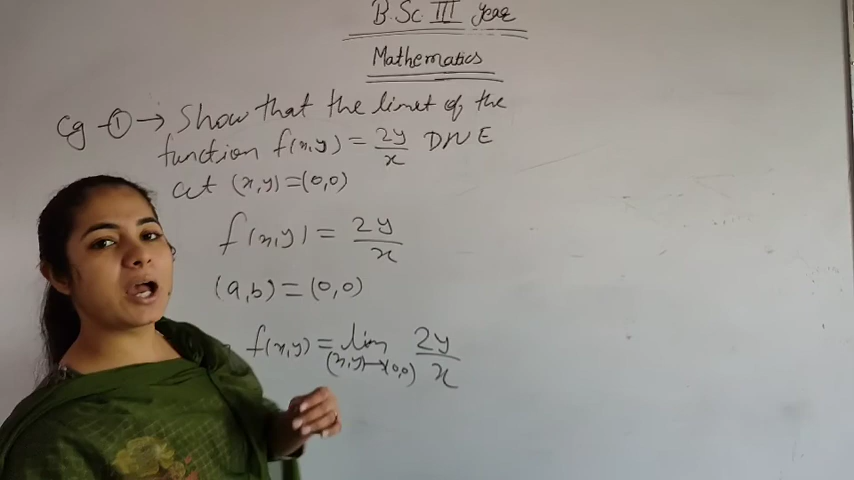 B.Sc III year
Mathematics
eg-① → Show that the limit of the
function f(x,y) = 2y/x DNE
at (x,y)=(0,0)
f(x,y) = 2y/x
(a,b)=(0,0)
f(x,y) = lim (x,y)→(0,0) 2y/x